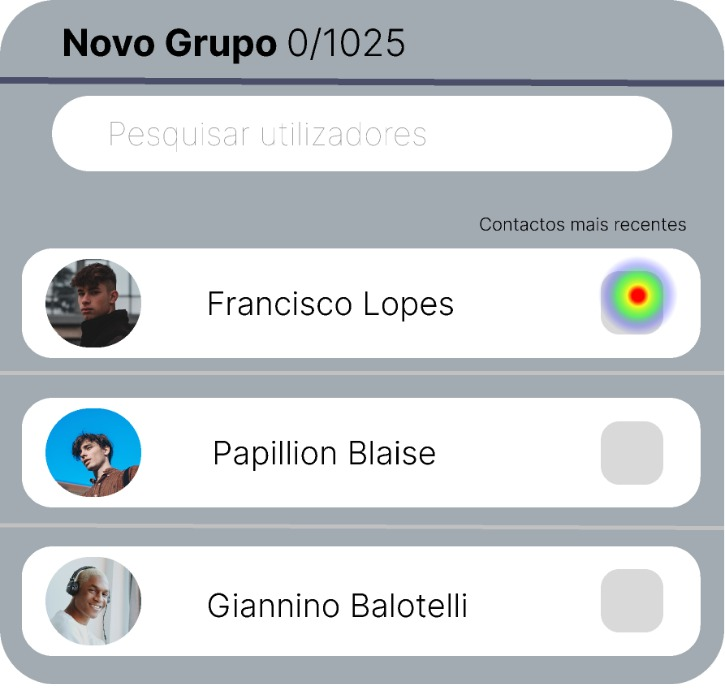 Novo Grupo 0/1025
Pesquisar utilizadores
Contactos mais recentes
Francisco Lopes
Papillion Blaise
Giannino Balotelli